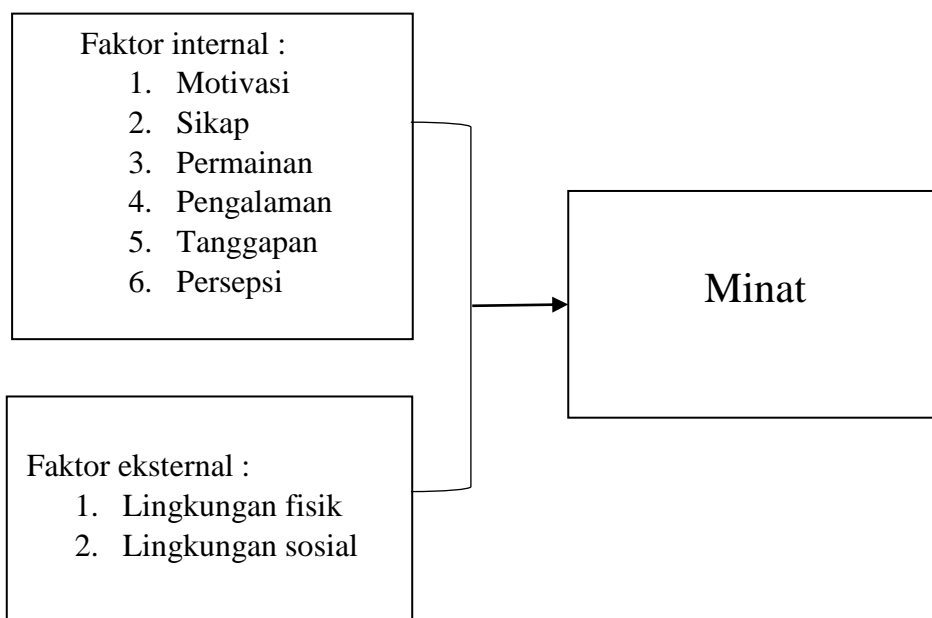 Faktor internal :
1. Motivasi
2. Sikap
3. Permainan
4. Pengalaman
5. Tanggapan
6. Persepsi
Minat
Faktor eksternal :
1. Lingkungan fisik
2. Lingkungan sosial